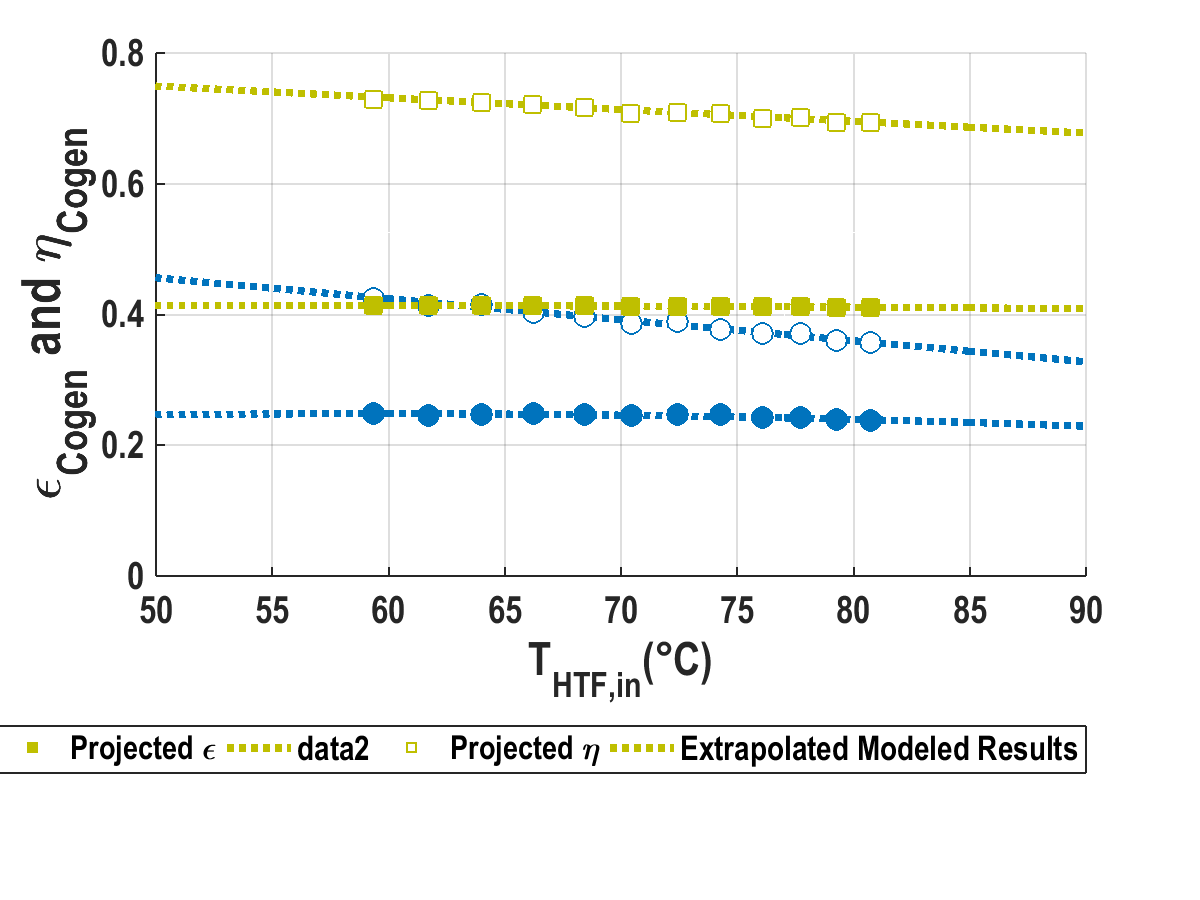 0.8
0.6
0.4
0.2
0
ϵCogen and ηCogen
50 55 60 65 70 75 80 85 90
THTF,in(°C)
Projected ϵ data2 Projected η Extrapolated Modeled Results